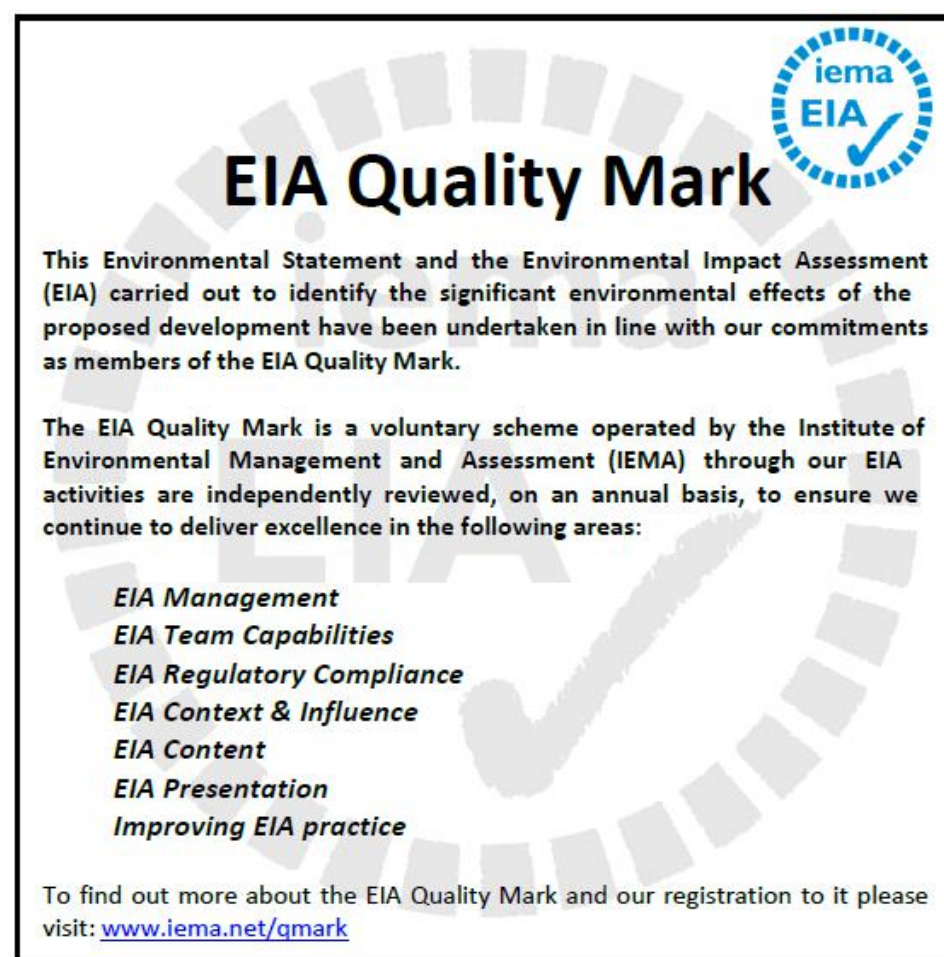 iema
EIA
EIA Quality Mark
This Environmental Statement and the Environmental Impact Assessment
(EIA) carried out to identify the significant environmental effects of the
proposed development have been undertaken in line with our commitments
as members of the EIA Quality Mark.
The EIA Quality Mark is a voluntary scheme operated by the Institute of
Environmental Management and Assessment (IEMA) through our EIA
activities are independently reviewed, on an annual basis, to ensure we
continue to deliver excellence in the following areas:
EIA Management
EIA Team Capabilities
EIA Regulatory Compliance
EIA Context & Influence
EIA Content
EIA Presentation
Improving EIA practice
To find out more about the EIA Quality Mark and our registration to it please
visit: www.iema.net/qmark
iema
EIA